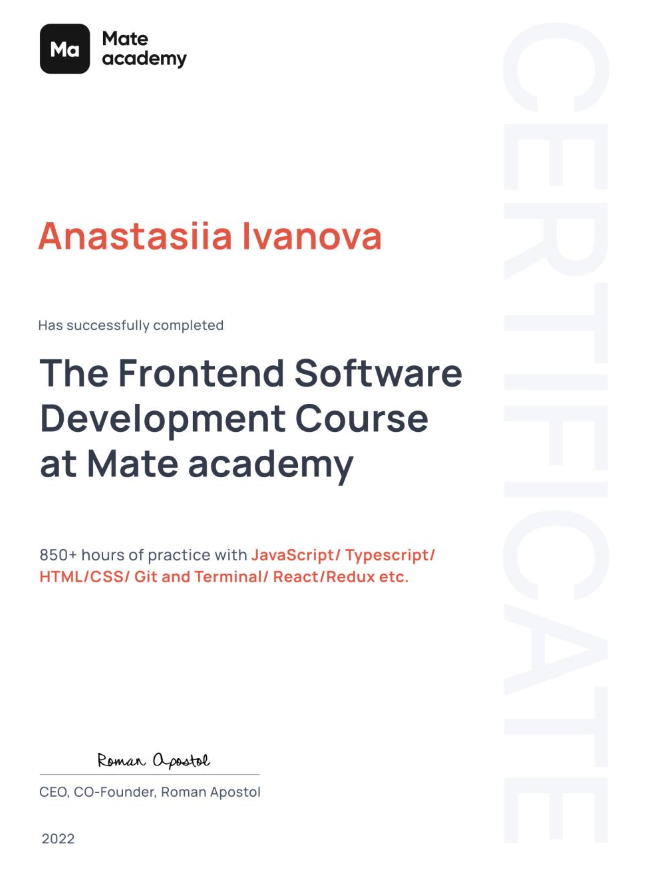 Ma
Mate
academy
CERTIFICATE
Anastasiia Ivanova
Has successfully completed
The Frontend Software
Development Course
at Mate academy
850+ hours of practice with JavaScript/ Typescript/
HTML/CSS/ Git and Terminal/ React/Redux etc.
Roman Apostol
CEO, CO-Founder, Roman Apostol
2022